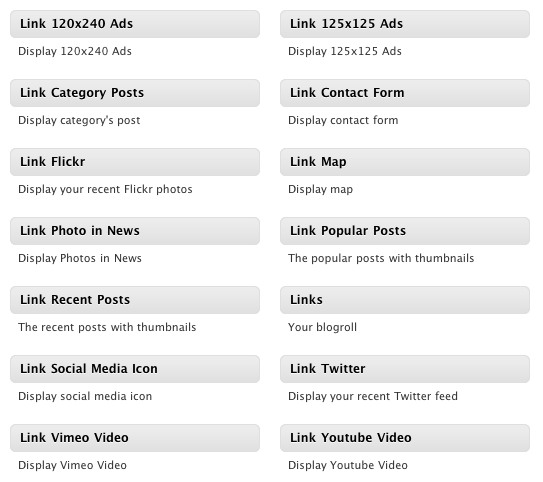 Link 120x240 Ads
Display 120x240 Ads
Link 125x125 Ads
Display 125x125 Ads
Link Category Posts
Display category's post
Link Contact Form
Display contact form
Link Flickr
Display your recent Flickr photos
Link Map
Display map
Link Photo in News
Display Photos in News
Link Popular Posts
The popular posts with thumbnails
Link Recent Posts
The recent posts with thumbnails
Links
Your blogroll
Link Social Media Icon
Display social media icon
Link Twitter
Display your recent Twitter feed
Link Vimeo Video
Display Vimeo Video
Link Youtube Video
Display Youtube Video